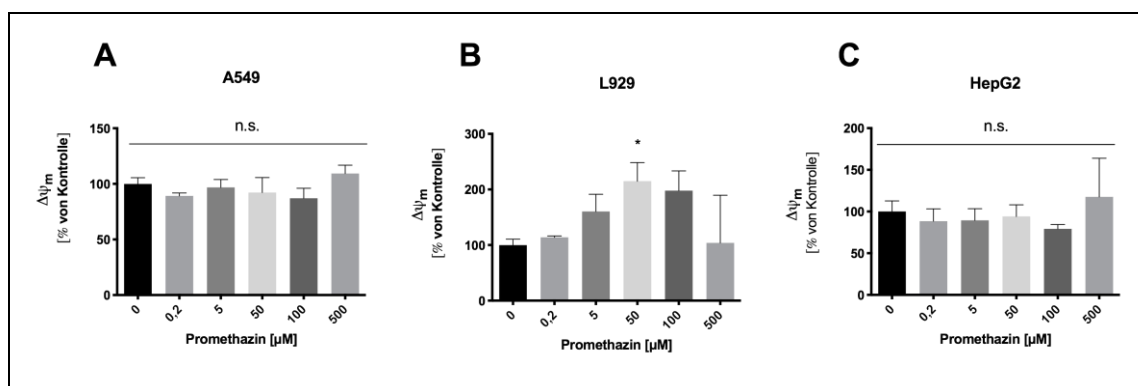 A
A549
Δψm
[% von Kontrolle]
150
100
50
0
n.s.
0
0,2
5
50
100
500
Promethazin [µM]
B
L929
Δψm
[% von Kontrolle]
300
200
100
0
*
0
0,2
5
50
100
500
Promethazin [µM]
C
HepG2
Δψm
[% von Kontrolle]
200
150
100
50
0
n.s.
0
0,2
5
50
100
500
Promethazin [µM]